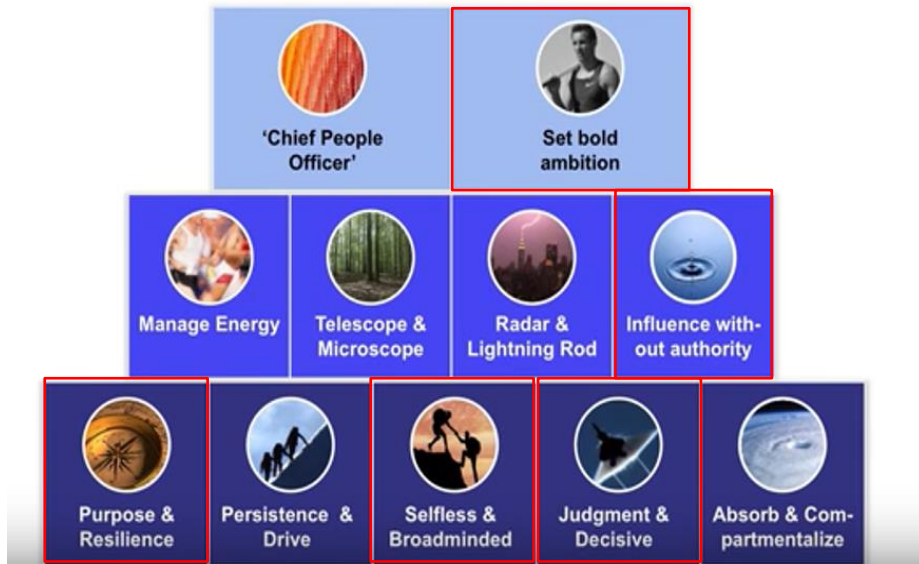 ‘Chief People
Officer’
Set bold
ambition
Manage Energy
Telescope &
Microscope
Radar &
Lightning Rod
Influence with-
out authority
Purpose &
Resilience
Persistence &
Drive
Selfless &
Broadminded
Judgment &
Decisive
Absorb & Com-
partmentalize